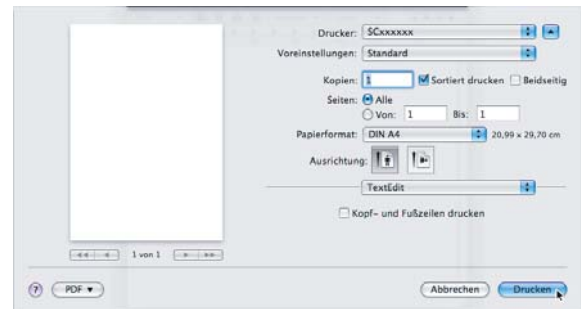 Drucker: SCxxxxxx
Voreinstellungen: Standard
Kopien: 1 Sortiert drucken Beidseitig
Seiten: Alle
Von: 1 Bis: 1
Papierformat: DIN A4 20,99 x 29,70 cm
Ausrichtung:
TextEdit
Kopf- und Fußzeilen drucken
1 von 1
? PDF Abbrechen Drucken